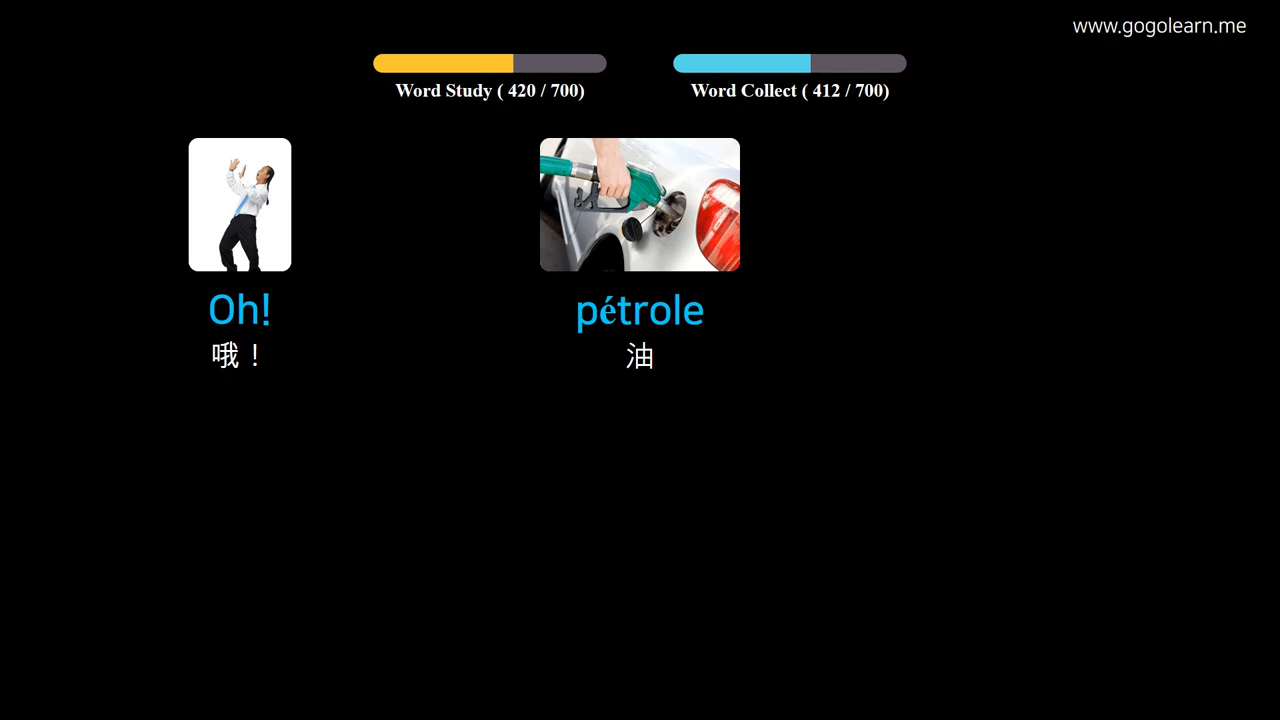 www.gogolearn.me
Word Study ( 420 / 700)
Word Collect ( 412 / 700)
Oh!
哦！
pétrole
油